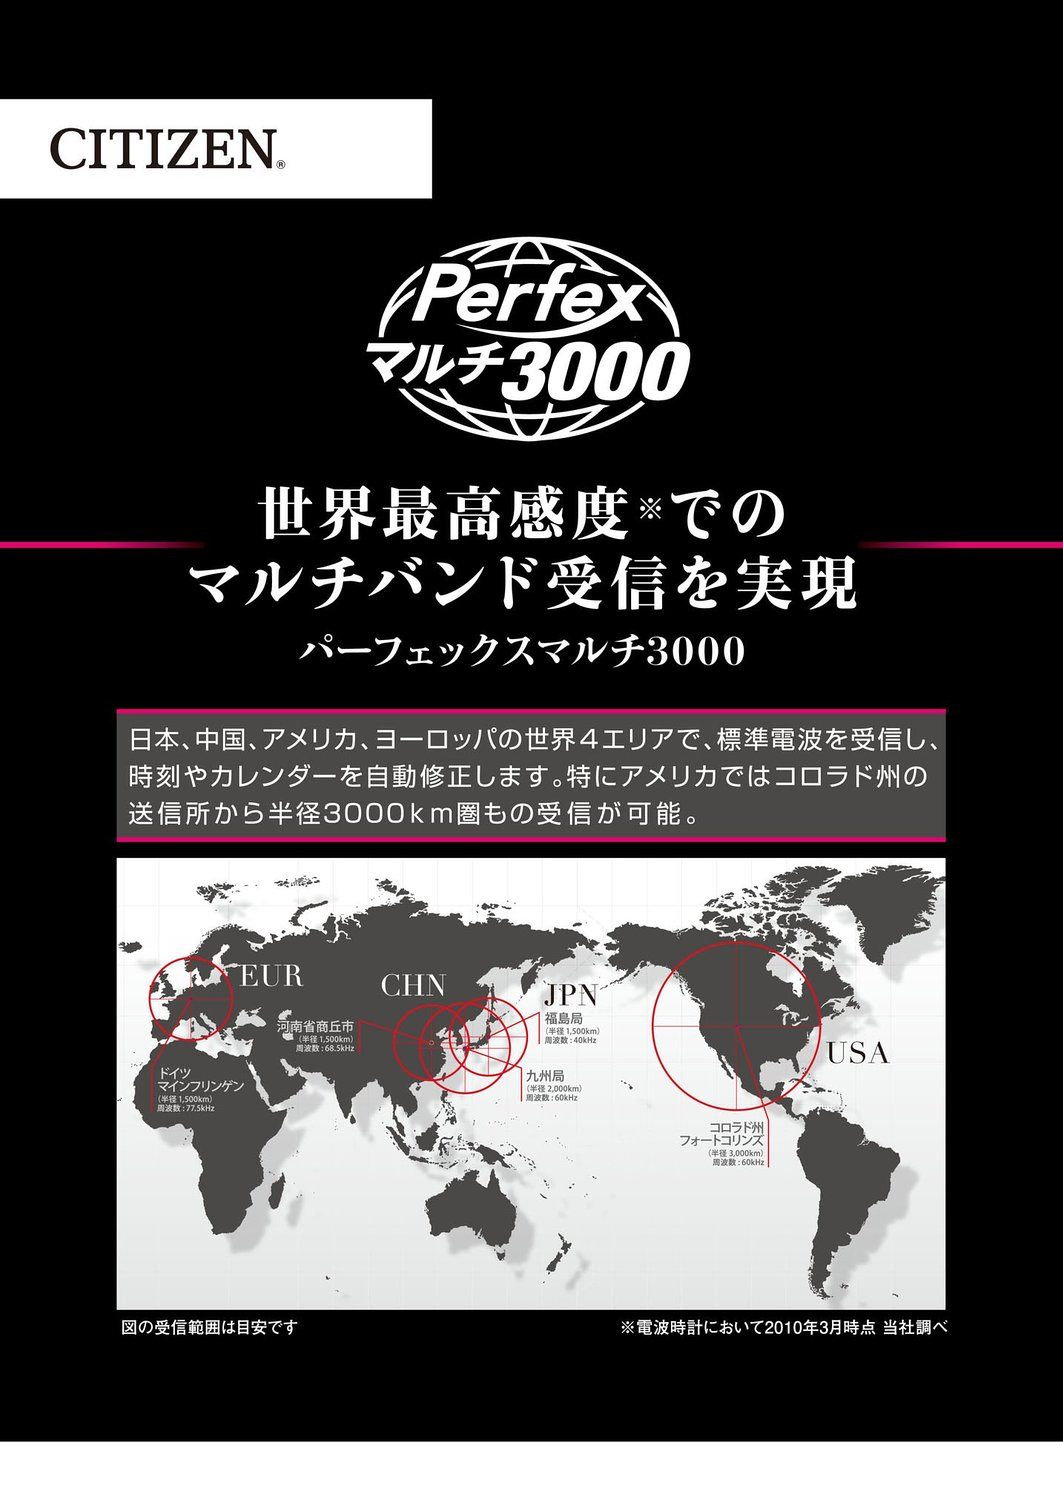 CITIZEN®
Perfex
マルチ3000
世界最高感度※での
マルチバンド受信を実現
パーフェックスマルチ3000
日本、中国、アメリカ、ヨーロッパの世界4エリアで、標準電波を受信し、
時刻やカレンダーを自動修正します。特にアメリカではコロラド州の
送信所から半径3000km圏もの受信が可能。
EUR
ドイツ
マインフリンゲン
(半径 1,500km)
周波数：77.5kHz
CHN
河南省商丘市
(半径 1,500km)
周波数：68.5kHz
JPN
福島局
(半径 1,500km)
周波数：40kHz
九州局
(半径 2,000km)
周波数：60kHz
USA
コロラド州
フォートコリンズ
(半径 3,000km)
周波数：60kHz
図の受信範囲は目安です
※電波時計において2010年3月時点 当社調べ